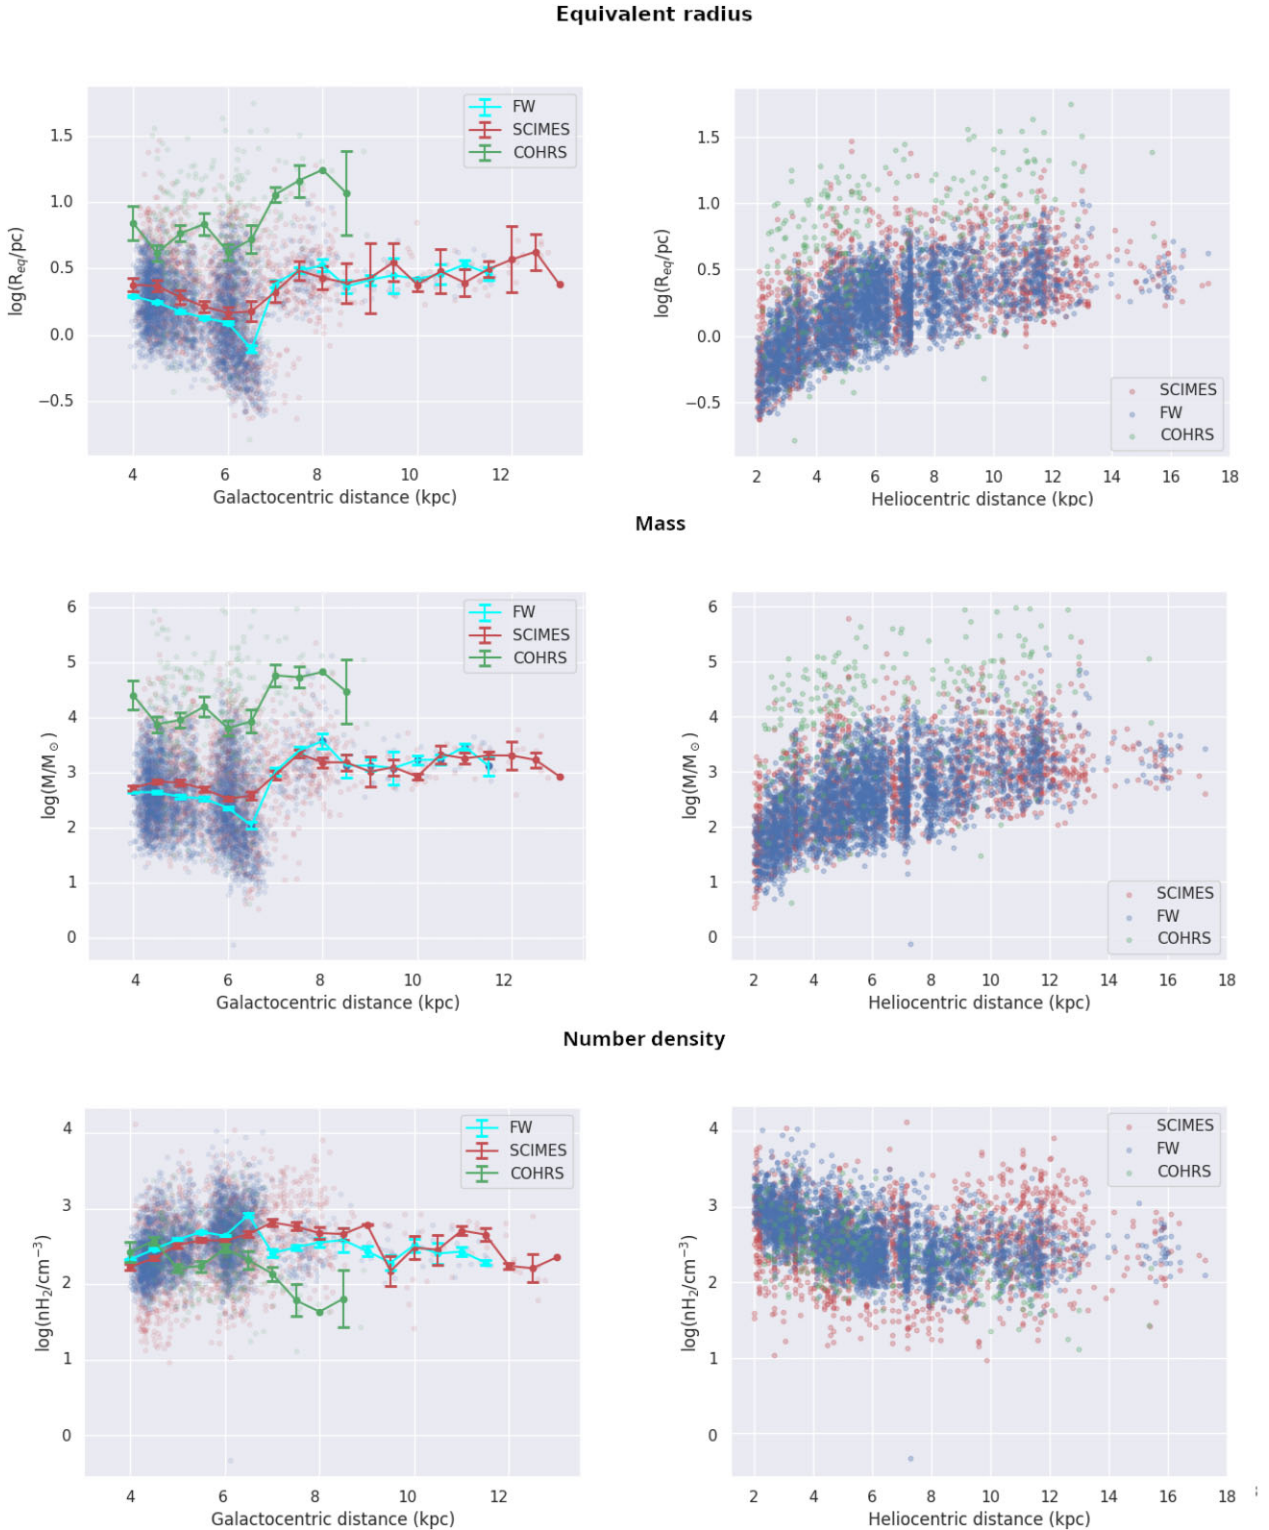 Equivalent radius
FW
SCIMES
COHRS
1.5
1.0
0.5
0.0
−0.5
log(R_eq/pc)
4 6 8 10 12
Galactocentric distance (kpc)
1.5
1.0
0.5
0.0
−0.5
log(R_eq/pc)
SCIMES
FW
COHRS
2 4 6 8 10 12 14 16 18
Heliocentric distance (kpc)
Mass
FW
SCIMES
COHRS
6
5
4
3
2
1
0
log(M/M⊙)
4 6 8 10 12
Galactocentric distance (kpc)
6
5
4
3
2
1
0
log(M/M⊙)
SCIMES
FW
COHRS
2 4 6 8 10 12 14 16 18
Heliocentric distance (kpc)
Number density
FW
SCIMES
COHRS
4
3
2
1
0
log(nH₂/cm⁻³)
4 6 8 10 12
Galactocentric distance (kpc)
SCIMES
FW
COHRS
4
3
2
1
0
log(nH₂/cm⁻³)
2 4 6 8 10 12 14 16 18
Heliocentric distance (kpc)